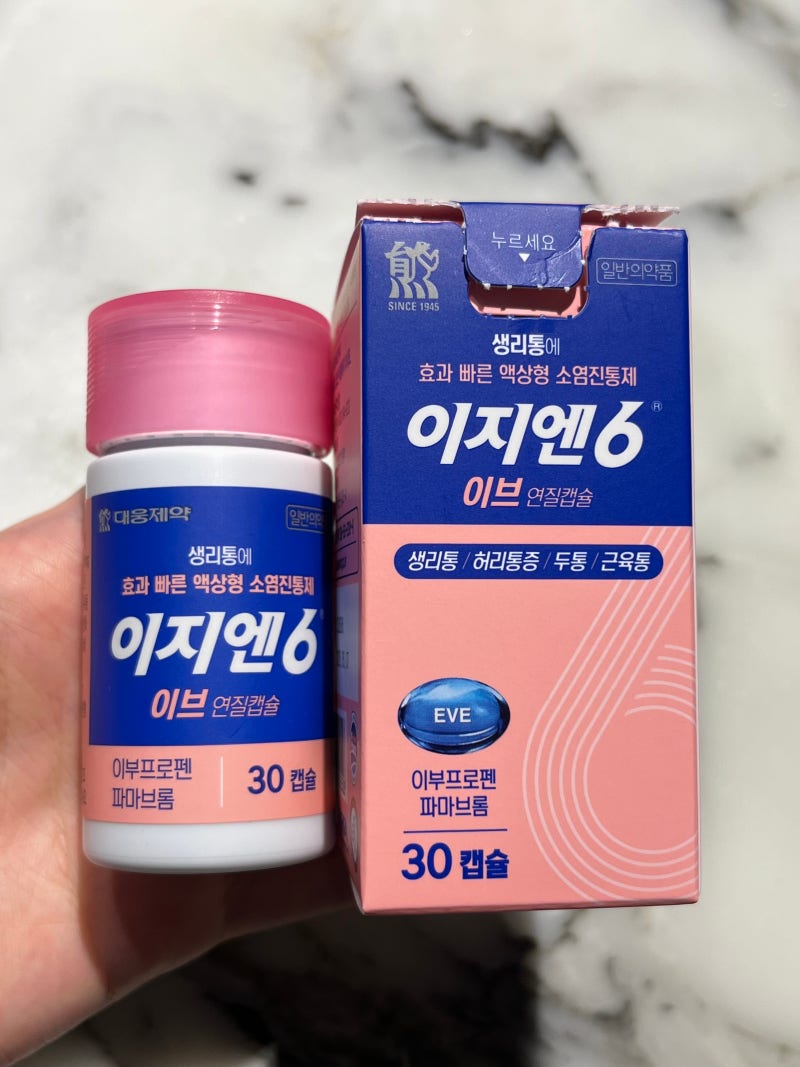 대웅제약
일반의약
생리통에
효과 빠른 액상형 소염진통제
이지엔6
이브 연질캡슐
이부프로펜
파마브롬
30 캡슐
누르세요
SINCE 1945
일반의약품
생리통에
효과 빠른 액상형 소염진통제
이지엔6®
이브 연질캡슐
생리통 / 허리통증 / 두통 / 근육통
EVE
이부프로펜
파마브롬
30 캡슐